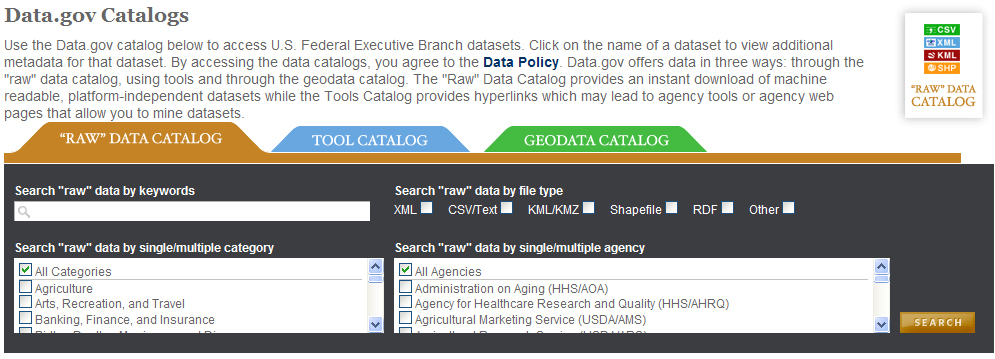 Data.gov Catalogs
Use the Data.gov catalog below to access U.S. Federal Executive Branch datasets. Click on the name of a dataset to view additional
metadata for that dataset. By accessing the data catalogs, you agree to the Data Policy. Data.gov offers data in three ways: through the
"raw" data catalog, using tools and through the geodata catalog. The "Raw" Data Catalog provides an instant download of machine
readable, platform-independent datasets while the Tools Catalog provides hyperlinks which may lead to agency tools or agency web
pages that allow you to mine datasets.
CSV
XML
KML
SHP
"RAW" DATA
CATALOG
"RAW" DATA CATALOG
TOOL CATALOG
GEODATA CATALOG
Search "raw" data by keywords
Search "raw" data by file type
XML CSV/Text KML/KMZ Shapefile RDF Other
Search "raw" data by single/multiple category
All Categories
Agriculture
Arts, Recreation, and Travel
Banking, Finance, and Insurance
Search "raw" data by single/multiple agency
All Agencies
Administration on Aging (HHS/AOA)
Agency for Healthcare Research and Quality (HHS/AHRQ)
Agricultural Marketing Service (USDA/AMS)
SEARCH